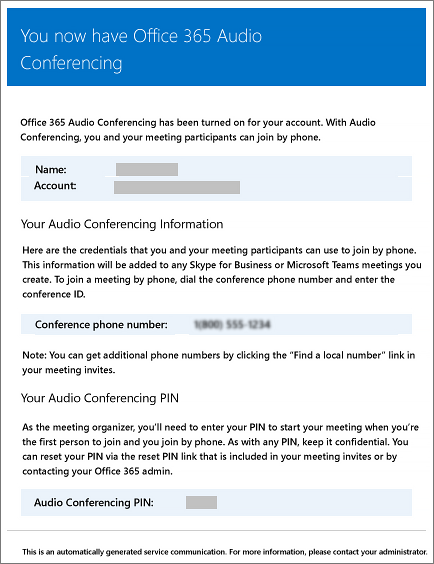 You now have Office 365 Audio
Conferencing
Office 365 Audio Conferencing has been turned on for your account. With Audio
Conferencing, you and your meeting participants can join by phone.
Name:
Account:
Your Audio Conferencing Information
Here are the credentials that you and your meeting participants can use to join by phone.
This information will be added to any Skype for Business or Microsoft Teams meetings you
create. To join a meeting by phone, dial the conference phone number and enter the
conference ID.
Conference phone number: 1(800) 555-1234
Note: You can get additional phone numbers by clicking the “Find a local number” link in
your meeting invites.
Your Audio Conferencing PIN
As the meeting organizer, you’ll need to enter your PIN to start your meeting when you’re
the first person to join and you join by phone. As with any PIN, keep it confidential. You
can reset your PIN via the reset PIN link that is included in your meeting invites or by
contacting your Office 365 admin.
Audio Conferencing PIN:
This is an automatically generated service communication. For more information, please contact your administrator.